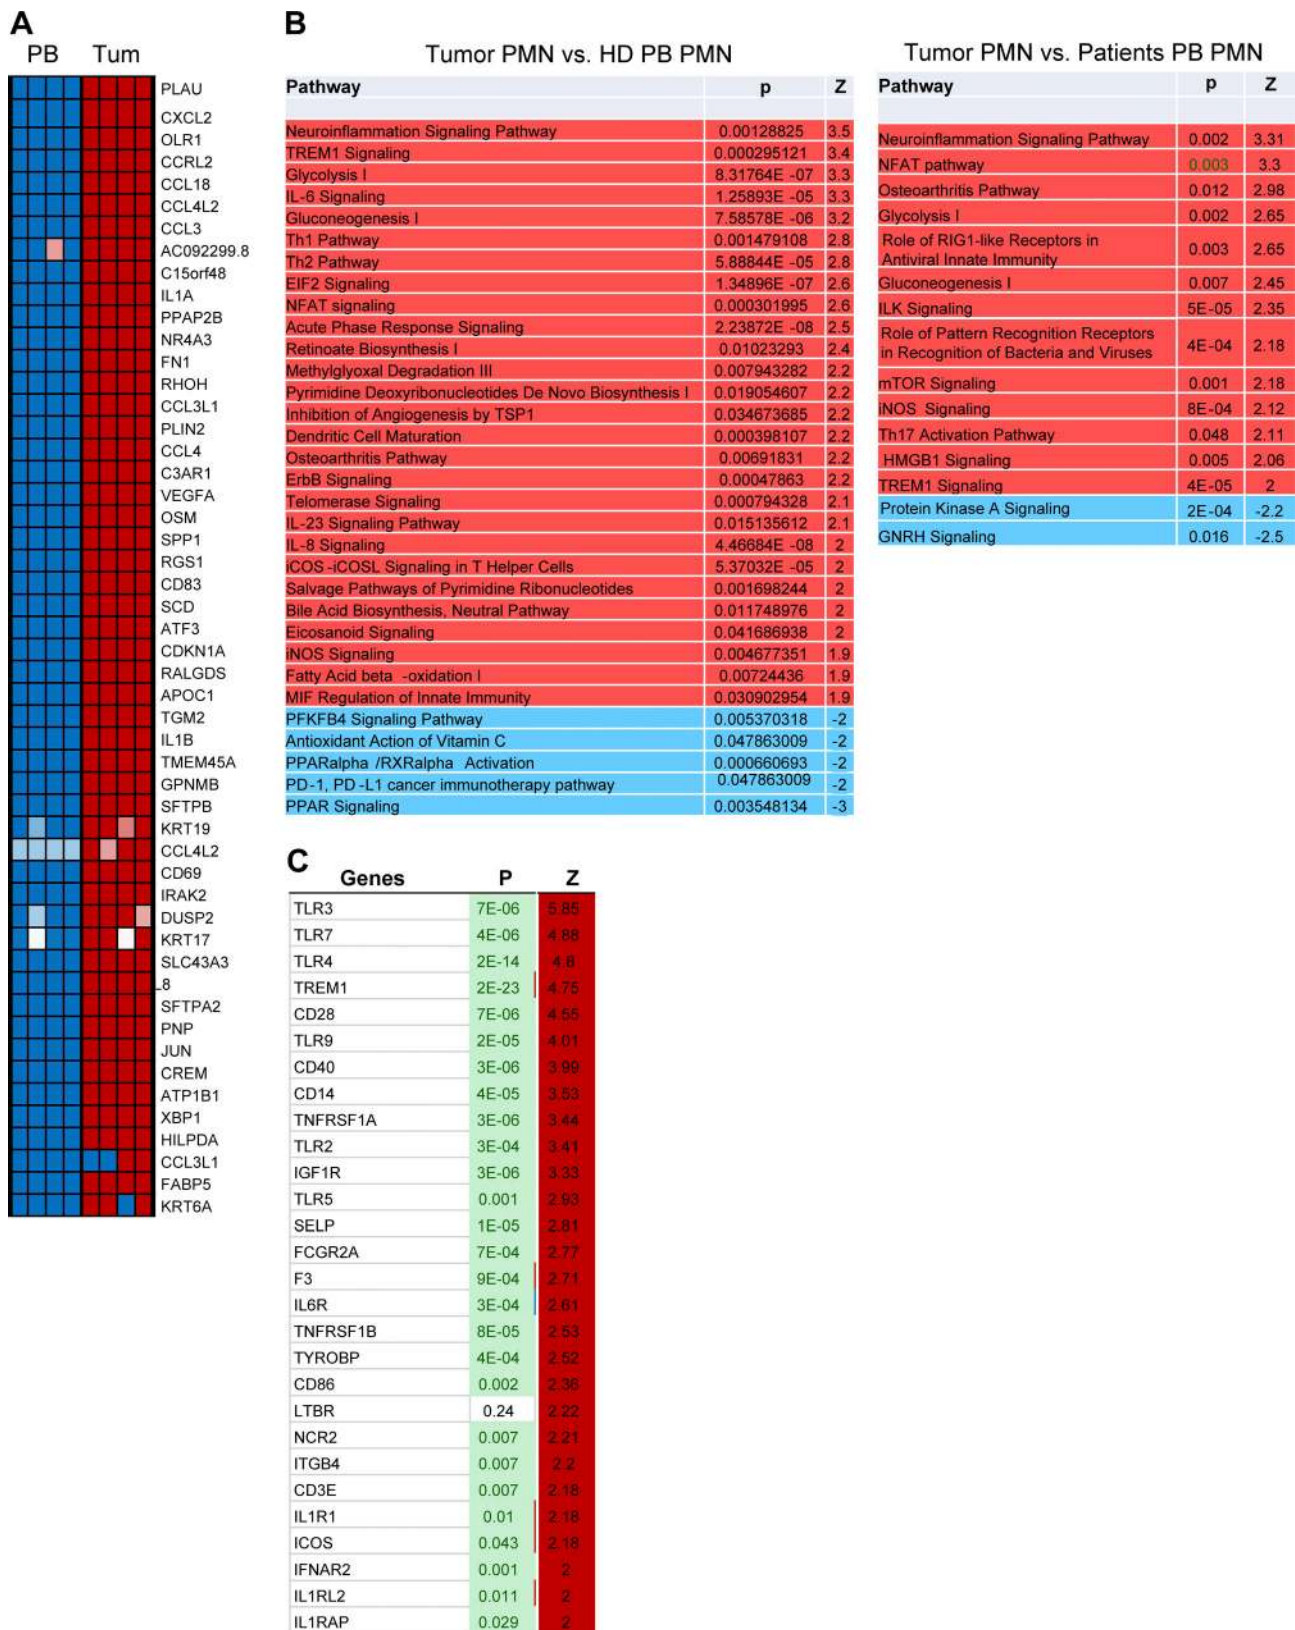 A
PB Tum
PLAU
CXCL2
OLR1
CCRL2
CCL18
CCL4L2
CCL3
AC092299.8
C15orf48
IL1A
PPAP2B
NR4A3
FN1
RHOH
CCL3L1
PLIN2
CCL4
C3AR1
VEGFA
OSM
SPP1
RGS1
CD83
SCD
ATF3
CDKN1A
RALGDS
APOC1
TGM2
IL1B
TMEM45A
GPNMB
SFTPB
KRT19
CCL4L2
CD69
IRAK2
DUSP2
KRT17
SLC43A3
L8
SFTPA2
PNP
JUN
CREM
ATP1B1
XBP1
HILPDA
CCL3L1
FABP5
KRT6A
B
Tumor PMN vs. HD PB PMN
Pathway p Z
Neuroinflammation Signaling Pathway 0.00128825 3.5
TREM1 Signaling 0.000295121 3.4
Glycolysis I 8.31764E -07 3.3
IL-6 Signaling 1.25893E -05 3.3
Gluconeogenesis I 7.58578E -06 3.2
Th1 Pathway 0.001479108 2.8
Th2 Pathway 5.88844E -05 2.8
EIF2 Signaling 1.34896E -07 2.6
NFAT signaling 0.000301995 2.6
Acute Phase Response Signaling 2.23872E -08 2.5
Retinoate Biosynthesis I 0.01023293 2.4
Methylglyoxal Degradation III 0.007943282 2.2
Pyrimidine Deoxyribonucleotides De Novo Biosynthesis I 0.019054607 2.2
Inhibition of Angiogenesis by TSP1 0.034673685 2.2
Dendritic Cell Maturation 0.000398107 2.2
Osteoarthritis Pathway 0.00691831 2.2
ErbB Signaling 0.00047863 2.2
Telomerase Signaling 0.000794328 2.1
IL-23 Signaling Pathway 0.015135612 2.1
IL-8 Signaling 4.46684E -08 2
iCOS -iCOSL Signaling in T Helper Cells 5.37032E -05 2
Salvage Pathways of Pyrimidine Ribonucleotides 0.001698244 2
Bile Acid Biosynthesis, Neutral Pathway 0.011748976 2
Eicosanoid Signaling 0.041686938 2
iNOS Signaling 0.004677351 1.9
Fatty Acid beta -oxidation I 0.00724436 1.9
MIF Regulation of Innate Immunity 0.030902954 1.9
PFKFB4 Signaling Pathway 0.005370318 -2
Antioxidant Action of Vitamin C 0.047863009 -2
PPARalpha /RXRalpha Activation 0.000660693 -2
PD-1, PD -L1 cancer immunotherapy pathway 0.047863009 -2
PPAR Signaling 0.003548134 -3
Tumor PMN vs. Patients PB PMN
Pathway p Z
Neuroinflammation Signaling Pathway 0.002 3.31
NFAT pathway 0.003 3.3
Osteoarthritis Pathway 0.012 2.98
Glycolysis I 0.002 2.65
Role of RIG1-like Receptors in
Antiviral Innate Immunity 0.003 2.65
Gluconeogenesis I 0.007 2.45
ILK Signaling 5E-05 2.35
Role of Pattern Recognition Receptors
in Recognition of Bacteria and Viruses 4E-04 2.18
mTOR Signaling 0.001 2.18
iNOS Signaling 8E-04 2.12
Th17 Activation Pathway 0.048 2.11
HMGB1 Signaling 0.005 2.06
TREM1 Signaling 4E-05 2
Protein Kinase A Signaling 2E-04 -2.2
GNRH Signaling 0.016 -2.5
C
Genes P Z
TLR3 7E-06 5.85
TLR7 4E-06 4.88
TLR4 2E-14 4.8
TREM1 2E-23 4.75
CD28 7E-06 4.55
TLR9 2E-05 4.01
CD40 3E-06 3.99
CD14 4E-05 3.53
TNFRSF1A 3E-06 3.44
TLR2 3E-04 3.41
IGF1R 3E-06 3.33
TLR5 0.001 2.93
SELP 1E-05 2.81
FCGR2A 7E-04 2.77
F3 9E-04 2.71
IL6R 3E-04 2.61
TNFRSF1B 8E-05 2.53
TYROBP 4E-04 2.52
CD86 0.002 2.36
LTBR 0.24 2.22
NCR2 0.007 2.21
ITGB4 0.007 2.2
CD3E 0.007 2.18
IL1R1 0.01 2.18
ICOS 0.043 2.18
IFNAR2 0.001 2
IL1RL2 0.011 2
IL1RAP 0.029 2